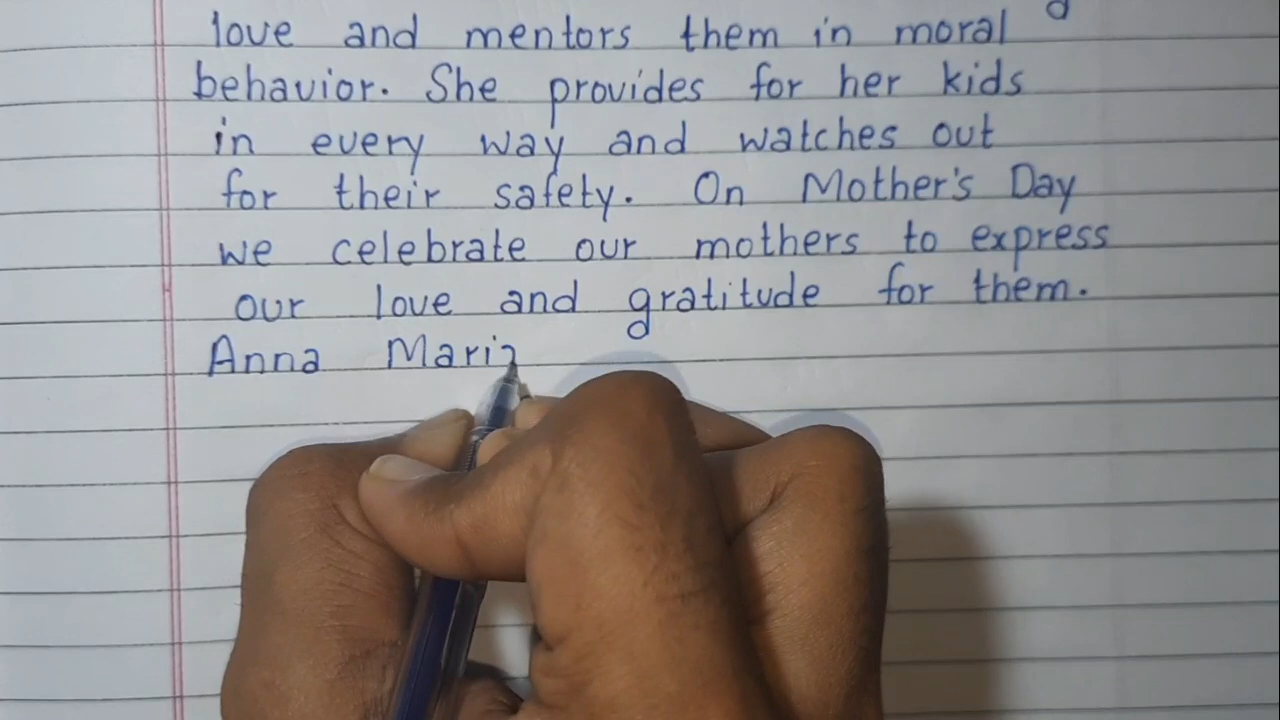 love and mentors them in moral
behavior. She provides for her kids
in every way and watches out
for their safety. On Mother's Day
we celebrate our mothers to express
our love and gratitude for them.
Anna